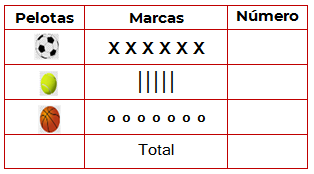 Pelotas Marcas Número
X X X X X X
| | | | |
o o o o o o o
Total